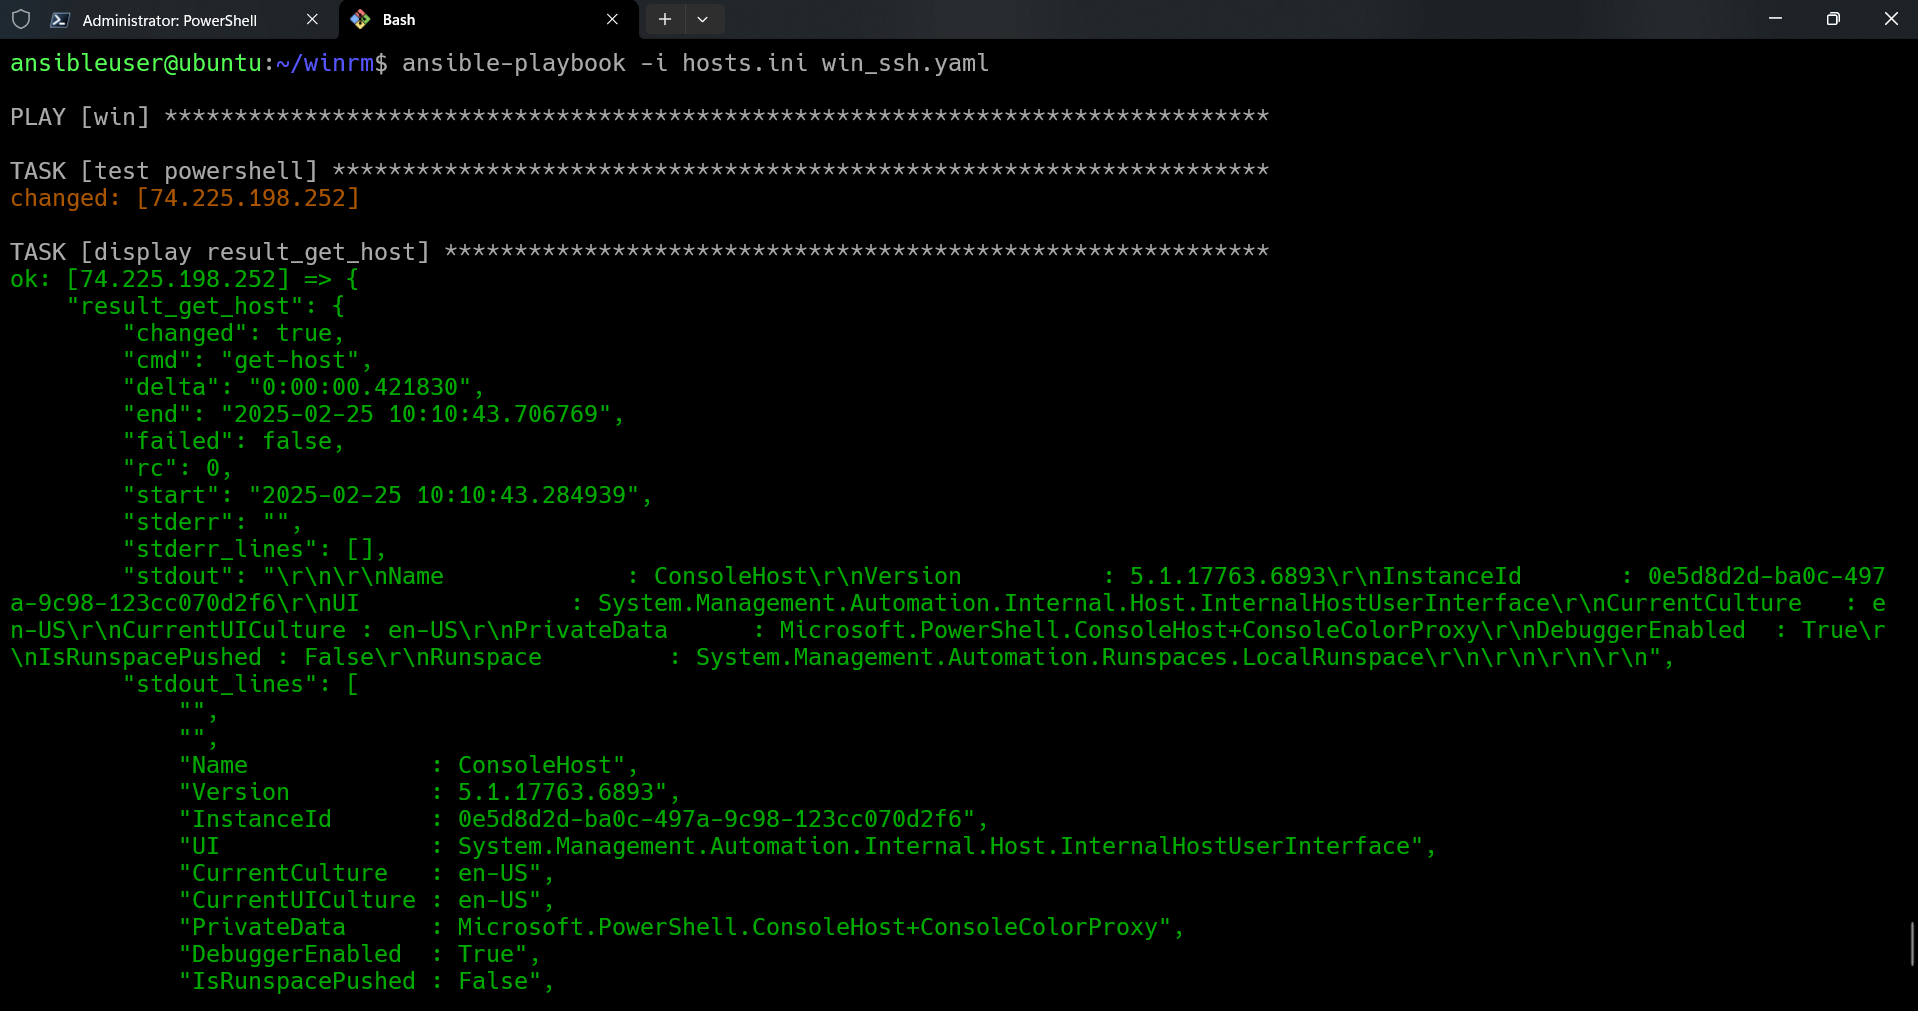 Administrator: PowerShell
Bash
ansibleuser@ubuntu:~/winrm$ ansible-playbook -i hosts.ini win_ssh.yaml
PLAY [win] *******************************************************************************
TASK [test powershell] *******************************************************************
changed: [74.225.198.252]
TASK [display result_get_host] ***********************************************************
ok: [74.225.198.252] => {
    "result_get_host": {
        "changed": true,
        "cmd": "get-host",
        "delta": "0:00:00.421830",
        "end": "2025-02-25 10:10:43.706769",
        "failed": false,
        "rc": 0,
        "start": "2025-02-25 10:10:43.284939",
        "stderr": "",
        "stderr_lines": [],
        "stdout": "\r\n\r\nName             : ConsoleHost\r\nVersion          : 5.1.17763.6893\r\nInstanceId       : 0e5d8d2d-ba0c-497
a-9c98-123cc070d2f6\r\nUI               : System.Management.Automation.Internal.Host.InternalHostUserInterface\r\nCurrentCulture   : e
n-US\r\nCurrentUICulture : en-US\r\nPrivateData      : Microsoft.PowerShell.ConsoleHost+ConsoleColorProxy\r\nDebuggerEnabled  : True\r
\nIsRunspacePushed : False\r\nRunspace         : System.Management.Automation.Runspaces.LocalRunspace\r\n\r\n\r\n\r\n",
        "stdout_lines": [
            "",
            "",
            "Name             : ConsoleHost",
            "Version          : 5.1.17763.6893",
            "InstanceId       : 0e5d8d2d-ba0c-497a-9c98-123cc070d2f6",
            "UI               : System.Management.Automation.Internal.Host.InternalHostUserInterface",
            "CurrentCulture   : en-US",
            "CurrentUICulture : en-US",
            "PrivateData      : Microsoft.PowerShell.ConsoleHost+ConsoleColorProxy",
            "DebuggerEnabled  : True",
            "IsRunspacePushed : False",